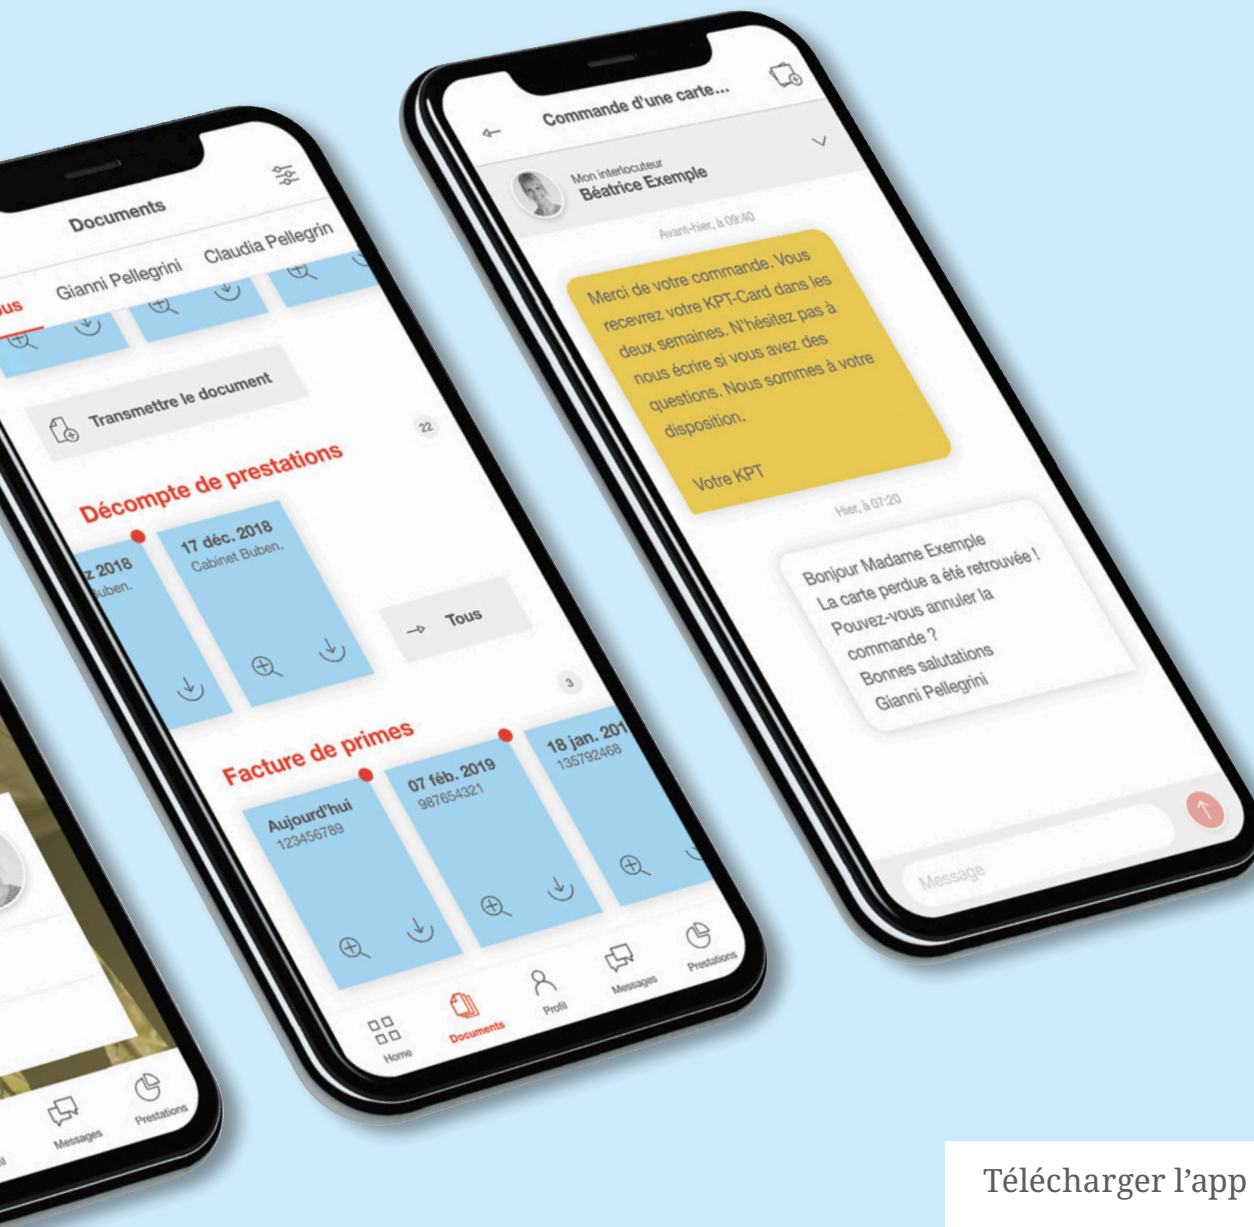 Documents
Gianni Pellegrini
Claudia Pellegrin
Transmettre le document
Décompte de prestations
22
2018
17 déc. 2018
Cabinet Buben.
Tous
Facture de primes
3
Aujourd'hui
123456789
07 féb. 2019
987654321
18 jan. 201
135792468
Home
Documents
Profil
Messages
Prestations
Messages
Prestations
Commande d'une carte...
Mon interlocuteur
Béatrice Exemple
Avant-hier, à 09:40
Merci de votre commande. Vous
recevrez votre KPT-Card dans les
deux semaines. N'hésitez pas à
nous écrire si vous avez des
questions. Nous sommes à votre
disposition.
Votre KPT
Hier, à 07:20
Bonjour Madame Exemple
La carte perdue a été retrouvée !
Pouvez-vous annuler la
commande ?
Bonnes salutations
Gianni Pellegrini
Message
Télécharger l’app